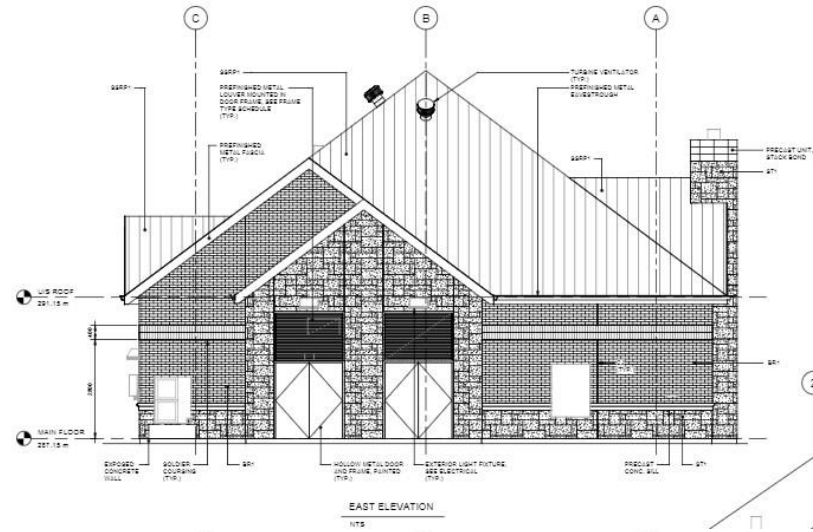 C
B
A
SSRP1
SSRP1
PREFINISHED METAL
LOUVER MOUNTED IN
DOOR FRAME, SEE FRAME
TYPE SCHEDULE
(TYP.)
PREFINISHED
METAL FASCIA
(TYP.)
TURBINE VENTILATOR
(TYP.)
PREFINISHED METAL
EAVESTROUGH
SSRP1
PRECAST UNIT,
STACK BOND
ST1
U/S ROOF
291.15 m
400
2800
BR1
2
MAIN FLOOR
287.15 m
EXPOSED
CONCRETE
WALL
SOLDIER
COURSING
(TYP.)
BR1
HOLLOW METAL DOOR
AND FRAME, PAINTED
(TYP.)
EXTERIOR LIGHT FIXTURE,
SEE ELECTRICAL
(TYP.)
PRECAST
CONC. SILL
ST1
EAST ELEVATION
NTS